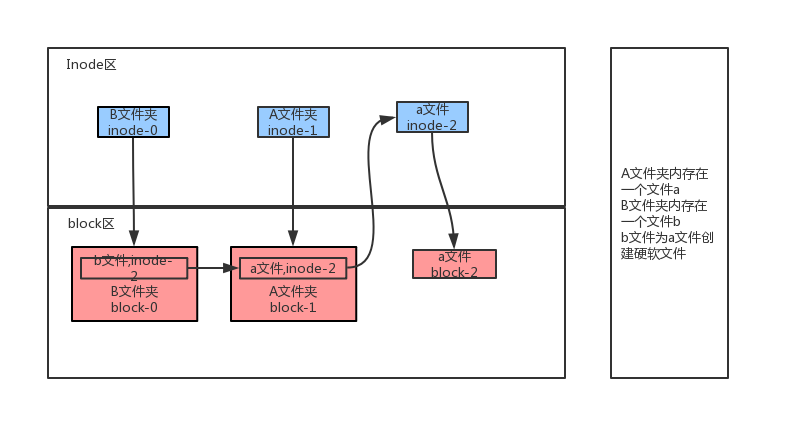 Inode区
B文件夹
inode-0
A文件夹
inode-1
a文件
inode-2
block区
b文件,inode-
2
B文件夹
block-0
a文件,inode-2
A文件夹
block-1
a文件
block-2
A文件夹内存在
一个文件a
B文件夹内存在
一个文件b
b文件为a文件创
建硬软文件